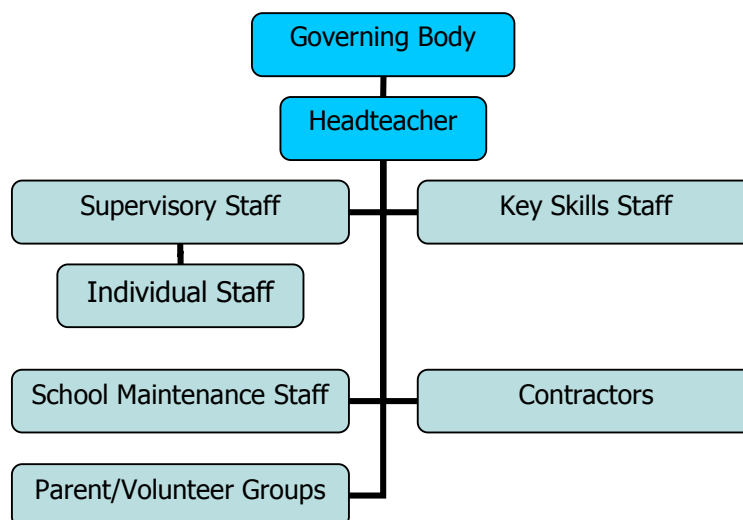 Governing Body
Headteacher
Supervisory Staff
Key Skills Staff
Individual Staff
School Maintenance Staff
Contractors
Parent/Volunteer Groups